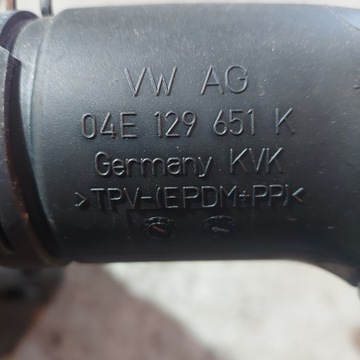 VW AG
04E 129 651 K
Germany KVK
>TPV-(EPDM+PP)<